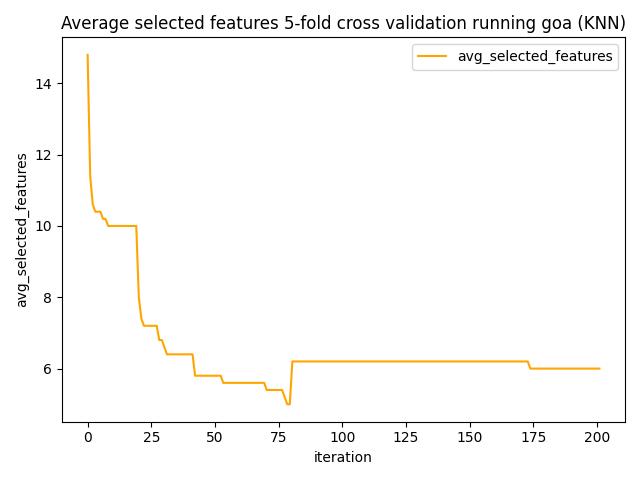 Average selected features 5-fold cross validation running goa (KNN)
avg_selected_features
14
12
10
8
6
avg_selected_features
0 25 50 75 100 125 150 175 200
iteration